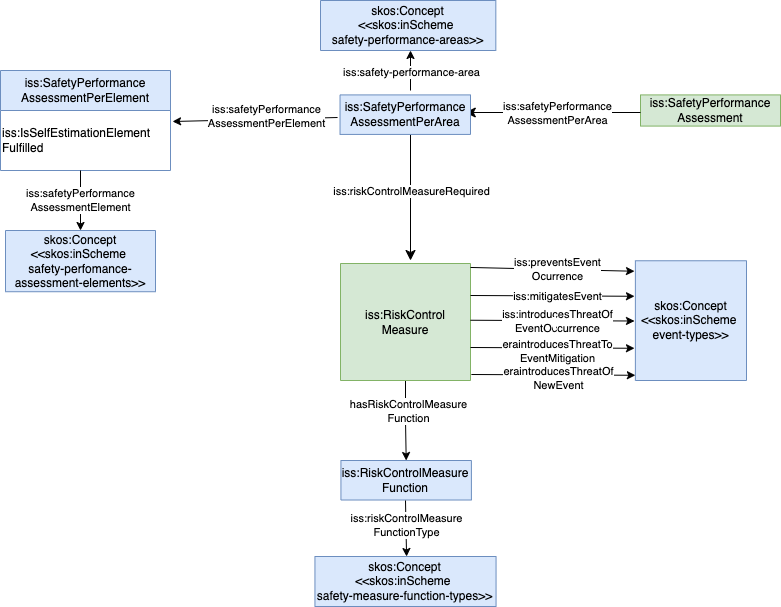 skos:Concept
<<skos:inScheme
safety-performance-areas>>
iss:safety-performance-area
iss:SafetyPerformance
AssessmentPerElement
iss:IsSelfEstimationElement
Fulfilled
iss:safetyPerformance
AssessmentPerElement
iss:SafetyPerformance
AssessmentPerArea
iss:safetyPerformance
AssessmentPerArea
iss:SafetyPerformance
Assessment
iss:safetyPerformance
AssessmentElement
iss:riskControlMeasureRequired
skos:Concept
<<skos:inScheme
safety-perfomance-
assessment-elements>>
iss:RiskControl
Measure
iss:preventsEvent
Ocurrence
iss:mitigatesEvent
iss:introducesThreatOf
EventOccurrence
eraintroducesThreatTo
EventMitigation
eraintroducesThreatOf
NewEvent
skos:Concept
<<skos:inScheme
event-types>>
hasRiskControlMeasure
Function
iss:RiskControlMeasure
Function
iss:riskControlMeasure
FunctionType
skos:Concept
<<skos:inScheme
safety-measure-function-types>>